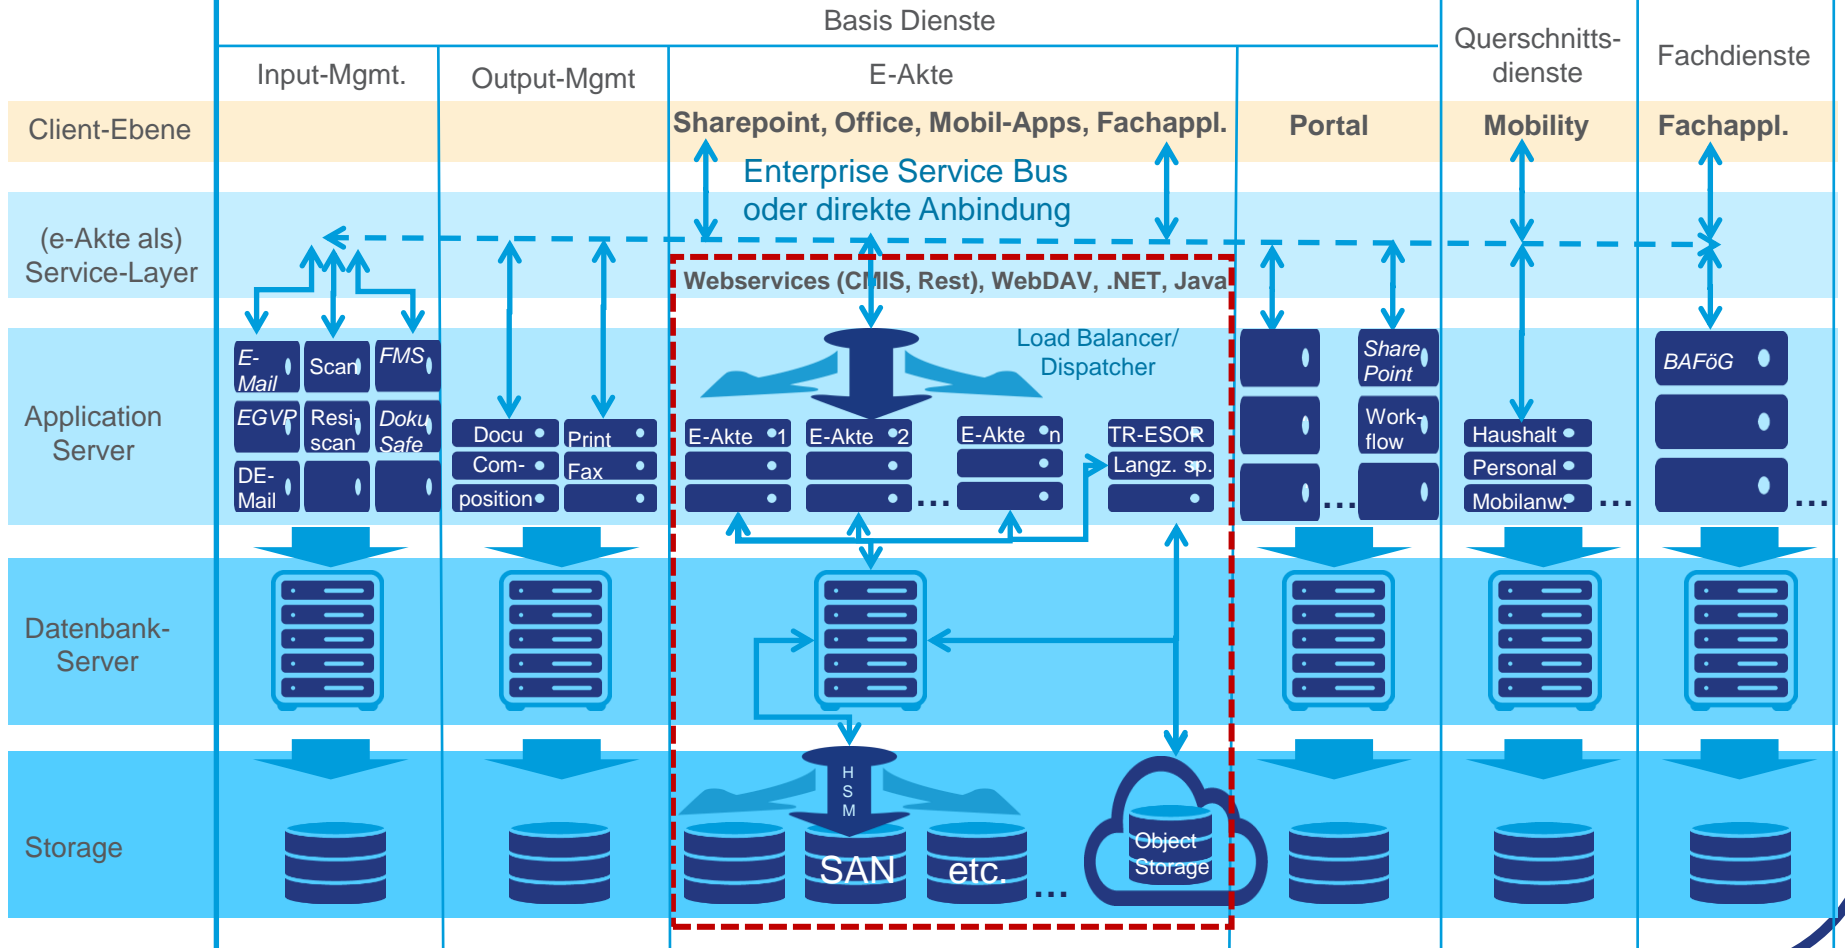 Basis Dienste
Querschnitts-
dienste
Fachdienste
Input-Mgmt.
Output-Mgmt
E-Akte
Client-Ebene
Sharepoint, Office, Mobil-Apps, Fachappl.
Portal
Mobility
Fachappl.
Enterprise Service Bus
oder direkte Anbindung
(e-Akte als)
Service-Layer
Webservices (CMIS, Rest), WebDAV, .NET, Java
Load Balancer/
Dispatcher
Application
Server
E-
Mail
Scan
FMS
EGVP
Resi-
scan
Doku
Safe
DE-
Mail
Docu
Com-
position
Print
Fax
E-Akte 1
E-Akte 2
...
E-Akte n
TR-ESOR
Langz. sp.
...
Share
Point
Work-
flow
Haushalt
Personal
Mobilanw.
...
BAFöG
...
Datenbank-
Server
Storage
H
S
M
SAN
etc.
...
Object
Storage